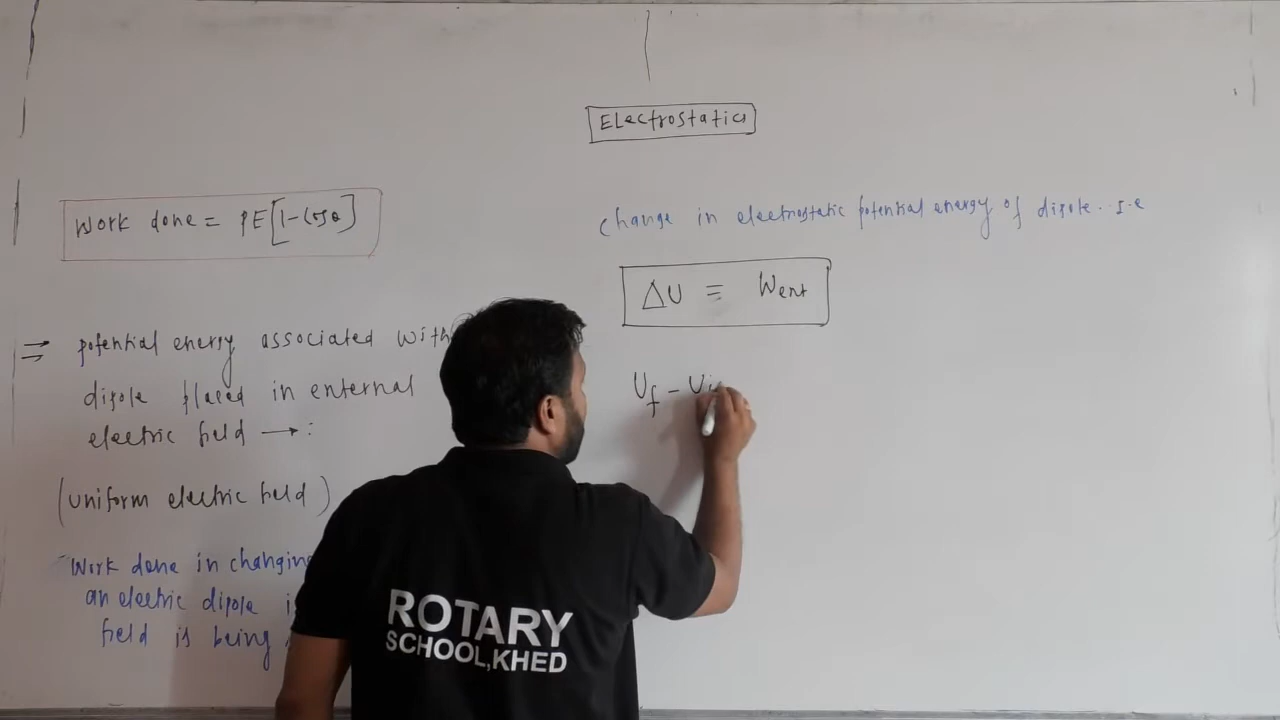 Electrostatics
Work done = PE[1-cosθ]
⇒ potential energy associated with
dipole placed in external
electric field →:
(uniform electric field)
Work done in changing
an electric dipole is
field is being
change in electrostatic potential energy of dipole. I.e
ΔU = Wext
Uf - Ui
ROTARY
SCHOOL,KHED